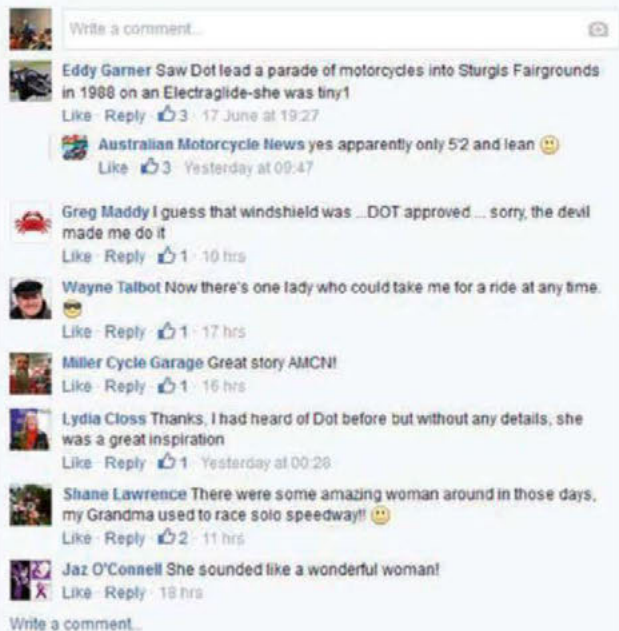 Write a comment...
Eddy Garner Saw Dot lead a parade of motorcycles into Sturgis Fairgrounds
in 1988 on an Electraglide-she was tiny1
Like · Reply · 3 · 17 June at 19:27
Australian Motorcycle News yes apparently only 5'2 and lean
Like · 3 · Yesterday at 09:47
Greg Maddy I guess that windshield was ...DOT approved.... sorry, the devil
made me do it
Like · Reply · 1 · 10 hrs
Wayne Talbot Now there's one lady who could take me for a ride at any time.
Like · Reply · 1 · 17 hrs
Miller Cycle Garage Great story AMCN!
Like · Reply · 1 · 16 hrs
Lydia Closs Thanks, I had heard of Dot before but without any details, she
was a great inspiration
Like · Reply · 1 · Yesterday at 00:28
Shane Lawrence There were some amazing woman around in those days,
my Grandma used to race solo speedway!!
Like · Reply · 2 · 11 hrs
Jaz O'Connell She sounded like a wonderful woman!
Like · Reply · 18 hrs
Write a comment...